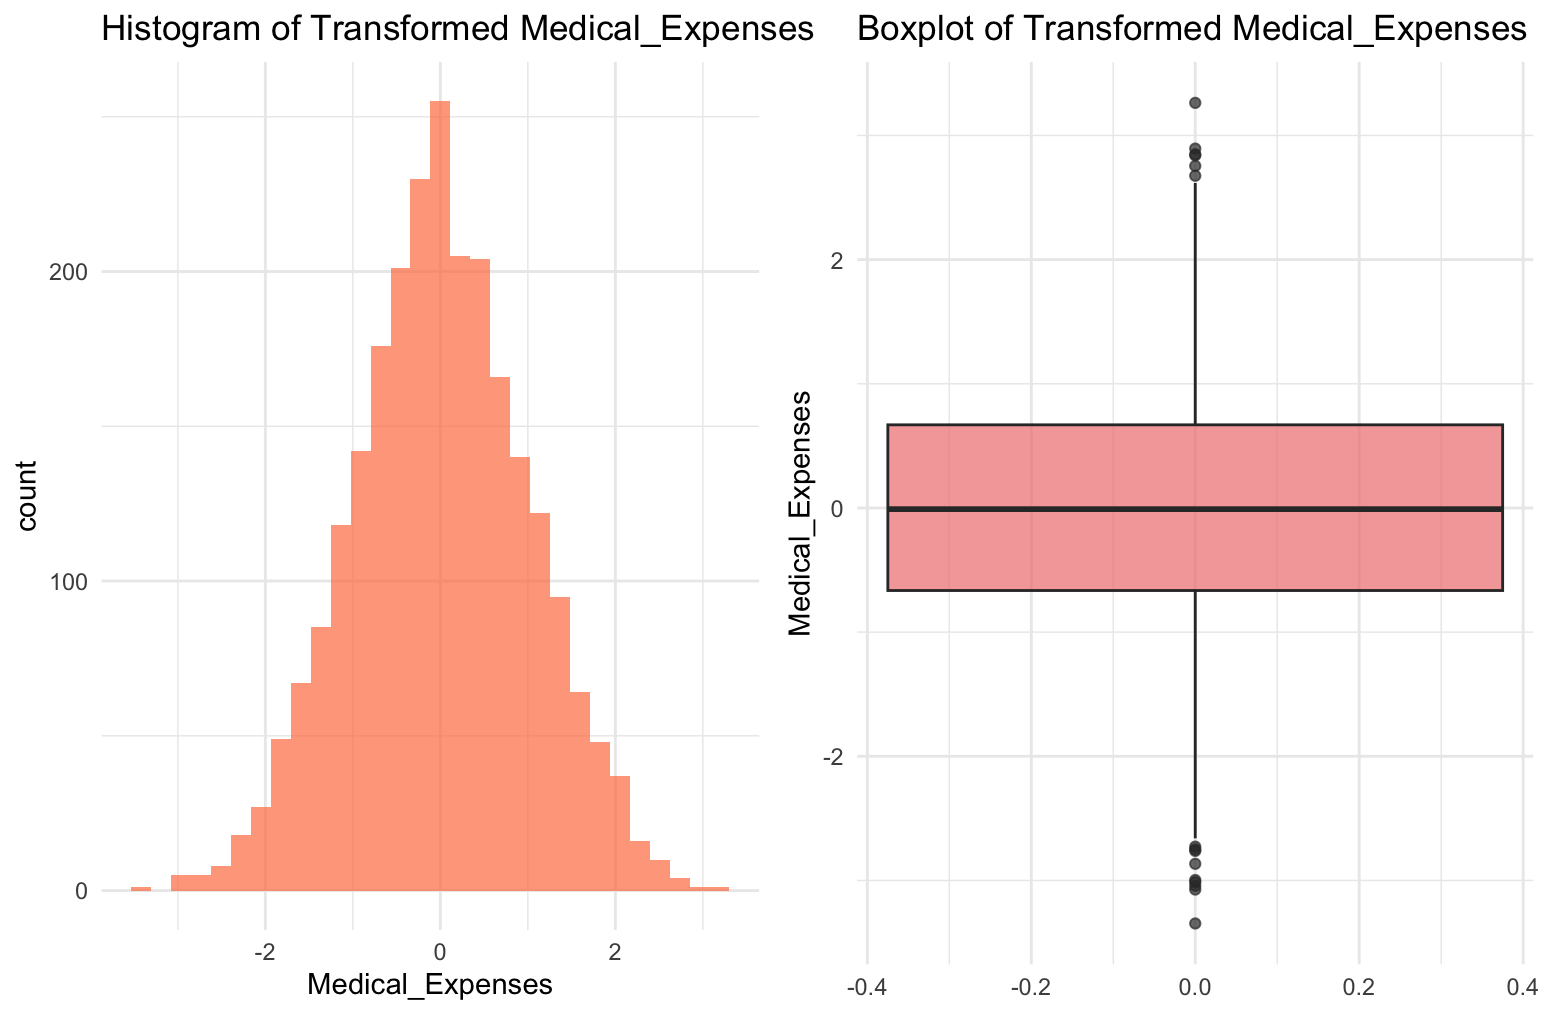 Histogram of Transformed Medical_Expenses
200
100
0
count
-2 0 2
Medical_Expenses
Boxplot of Transformed Medical_Expenses
2
0
-2
Medical_Expenses
-0.4 -0.2 0.0 0.2 0.4